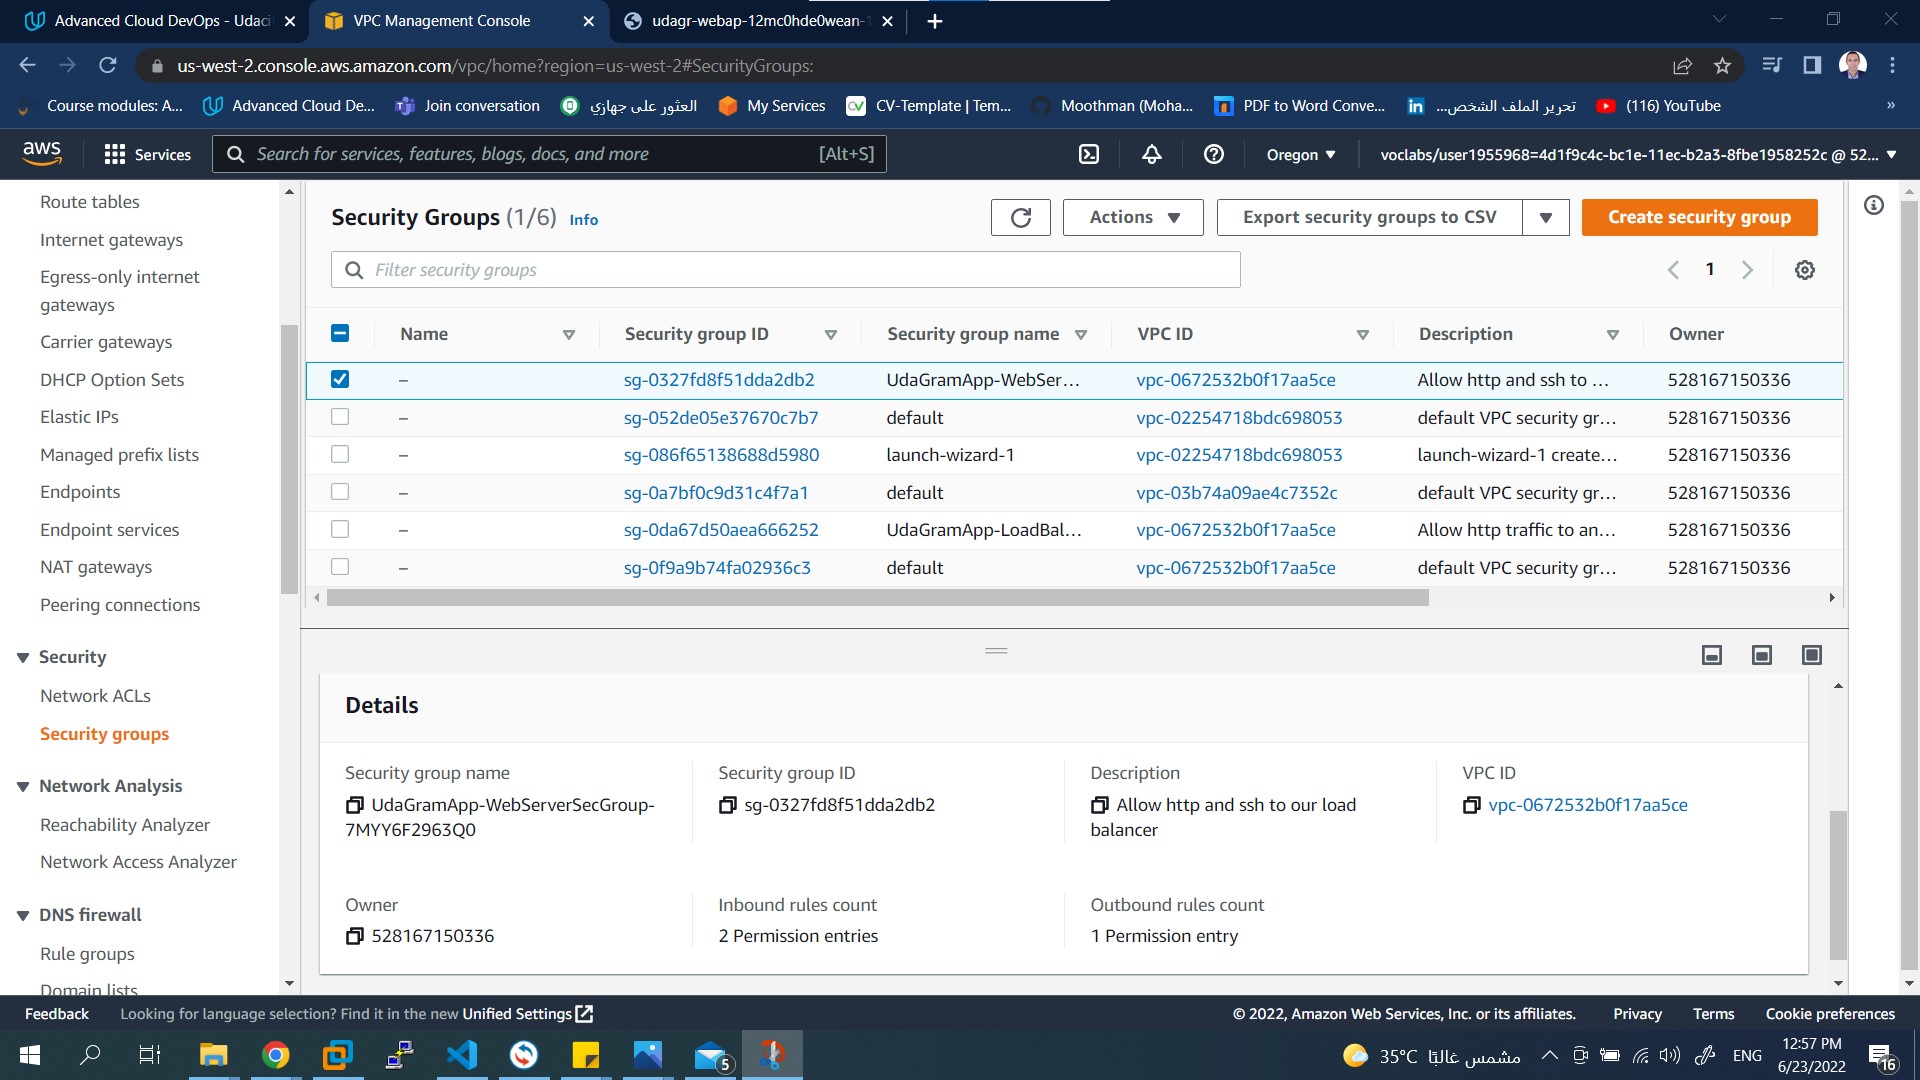 Advanced Cloud DevOps - Udaci
VPC Management Console
udagr-webap-12mc0hde0wean-1
us-west-2.console.aws.amazon.com/vpc/home?region=us-west-2#SecurityGroups:
Course modules: A...
Advanced Cloud De...
Join conversation
العثور على جهازي
My Services
CV-Template | Tem...
Moothman (Moha...
PDF to Word Conve...
تحرير الملف الشخص...
(116) YouTube
»
aws
Services
Search for services, features, blogs, docs, and more [Alt+S]
Oregon
voclabs/user1955968=4d1f9c4c-bc1e-11ec-b2a3-8fbe1958252c @ 52...
Route tables
Internet gateways
Egress-only internet
gateways
Carrier gateways
DHCP Option Sets
Elastic IPs
Managed prefix lists
Endpoints
Endpoint services
NAT gateways
Peering connections
Security
Network ACLs
Security groups
Network Analysis
Reachability Analyzer
Network Access Analyzer
DNS firewall
Rule groups
Domain lists
Security Groups (1/6) Info
Actions
Export security groups to CSV
Create security group
Filter security groups
1
Name Security group ID Security group name VPC ID Description Owner
– sg-0327fd8f51dda2db2 UdaGramApp-WebSer... vpc-0672532b0f17aa5ce Allow http and ssh to ... 528167150336
– sg-052de05e37670c7b7 default vpc-02254718bdc698053 default VPC security gr... 528167150336
– sg-086f65138688d5980 launch-wizard-1 vpc-02254718bdc698053 launch-wizard-1 create... 528167150336
– sg-0a7bf0c9d31c4f7a1 default vpc-03b74a09ae4c7352c default VPC security gr... 528167150336
– sg-0da67d50aea666252 UdaGramApp-LoadBal... vpc-0672532b0f17aa5ce Allow http traffic to an... 528167150336
– sg-0f9a9b74fa02936c3 default vpc-0672532b0f17aa5ce default VPC security gr... 528167150336
Details
Security group name
UdaGramApp-WebServerSecGroup-
7MYY6F2963Q0
Security group ID
sg-0327fd8f51dda2db2
Description
Allow http and ssh to our load
balancer
VPC ID
vpc-0672532b0f17aa5ce
Owner
528167150336
Inbound rules count
2 Permission entries
Outbound rules count
1 Permission entry
Feedback
Looking for language selection? Find it in the new Unified Settings
© 2022, Amazon Web Services, Inc. or its affiliates.
Privacy
Terms
Cookie preferences
5
35°C مشمس غالبًا
ENG
12:57 PM
6/23/2022
16